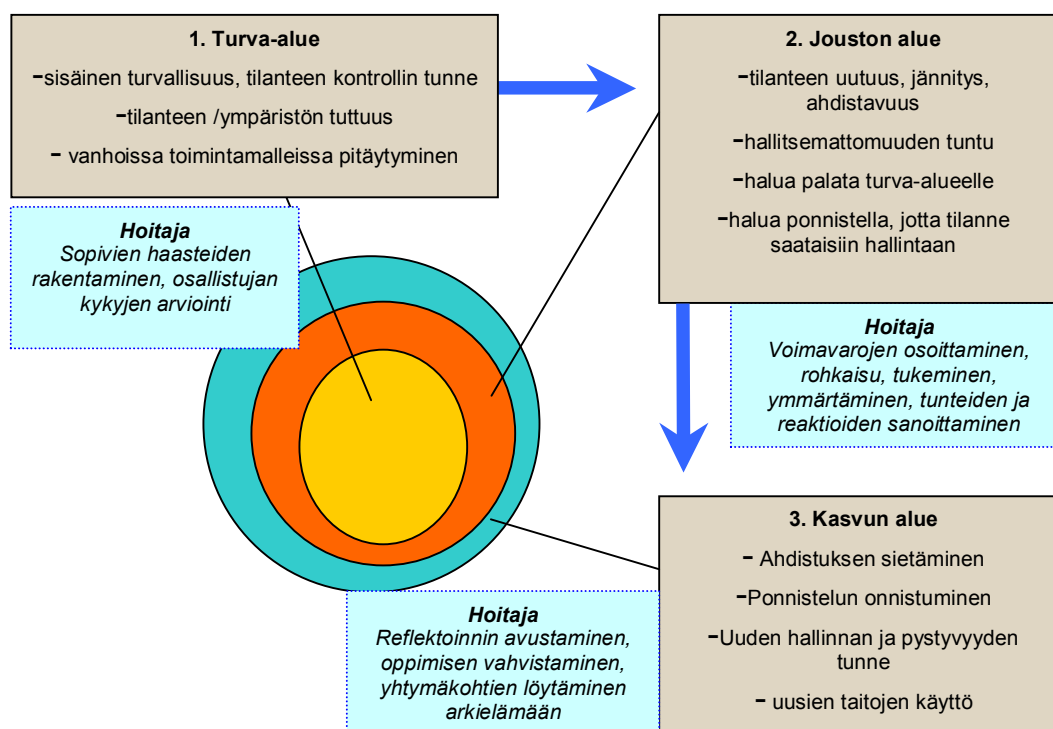 1. Turva-alue
−sisäinen turvallisuus, tilanteen kontrollin tunne
−tilanteen /ympäristön tuttuus
− vanhoissa toimintamalleissa pitäytyminen
Hoitaja
Sopivien haasteiden
rakentaminen, osallistujan
kykyjen arviointi
2. Jouston alue
−tilanteen uutuus, jännitys,
ahdistavuus
−hallitsemattomuuden tuntu
−halua palata turva-alueelle
−halua ponnistella, jotta tilanne
saataisiin hallintaan
Hoitaja
Voimavarojen osoittaminen,
rohkaisu, tukeminen,
ymmärtäminen, tunteiden ja
reaktioiden sanoittaminen
3. Kasvun alue
− Ahdistuksen sietäminen
−Ponnistelun onnistuminen
−Uuden hallinnan ja pystyvyyden
tunne
− uusien taitojen käyttö
Hoitaja
Reflektoinnin avustaminen,
oppimisen vahvistaminen,
yhtymäkohtien löytäminen
arkielämään